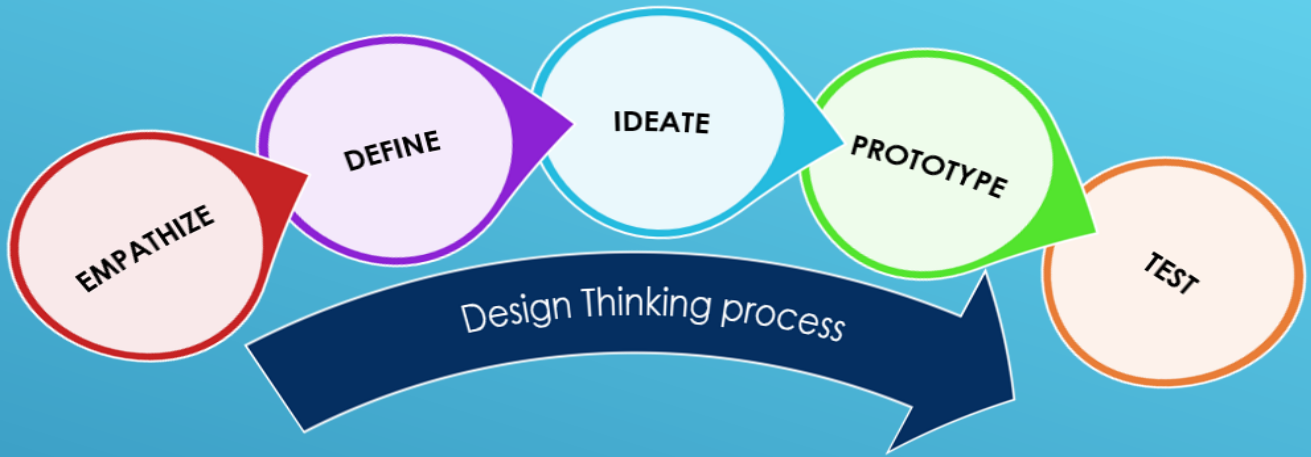 EMPATHIZE
DEFINE
IDEATE
PROTOTYPE
TEST
Design Thinking process